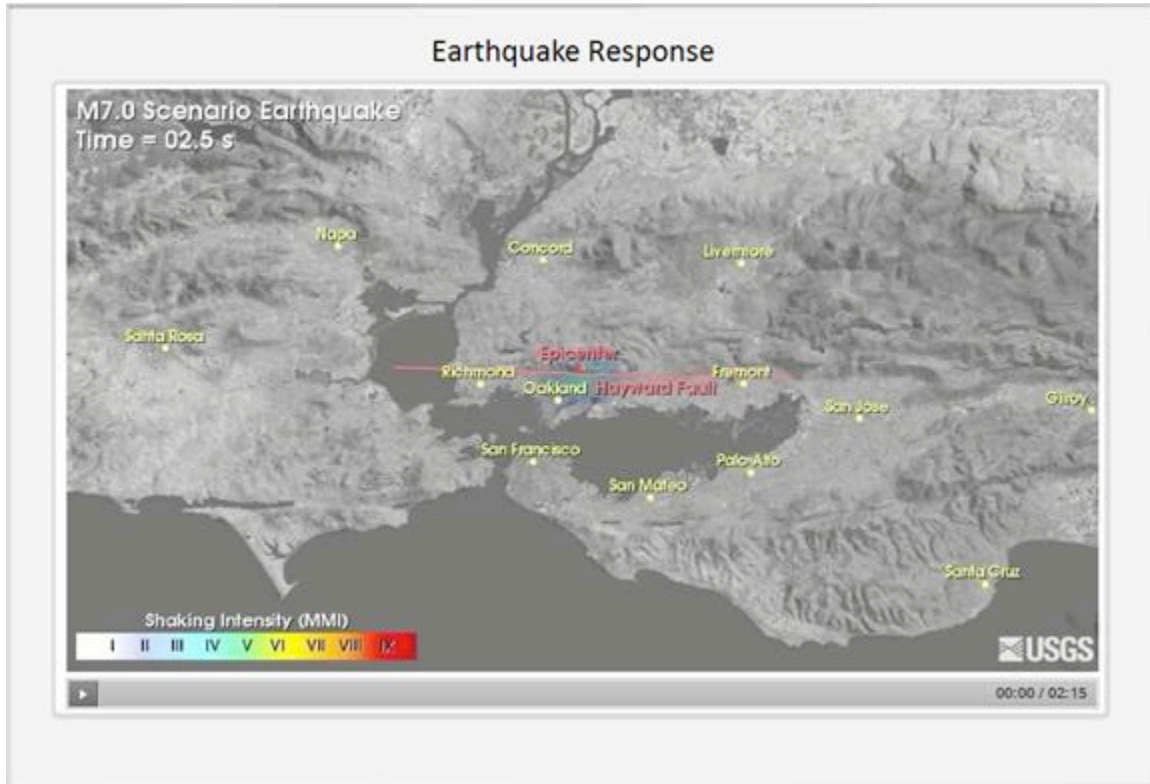 Earthquake Response
M7.0 Scenario Earthquake
Time = 02.5 s
Napa
Concord
Livermore
Santa Rosa
Epicenter
Richmond
Fremont
Oakland
Hayward Fault
Gilroy
San Jose
San Francisco
Palo Alto
San Mateo
Santa Cruz
Shaking Intensity (MMI)
I II III IV V VI VII VIII IX
USGS
00:00 / 02:15